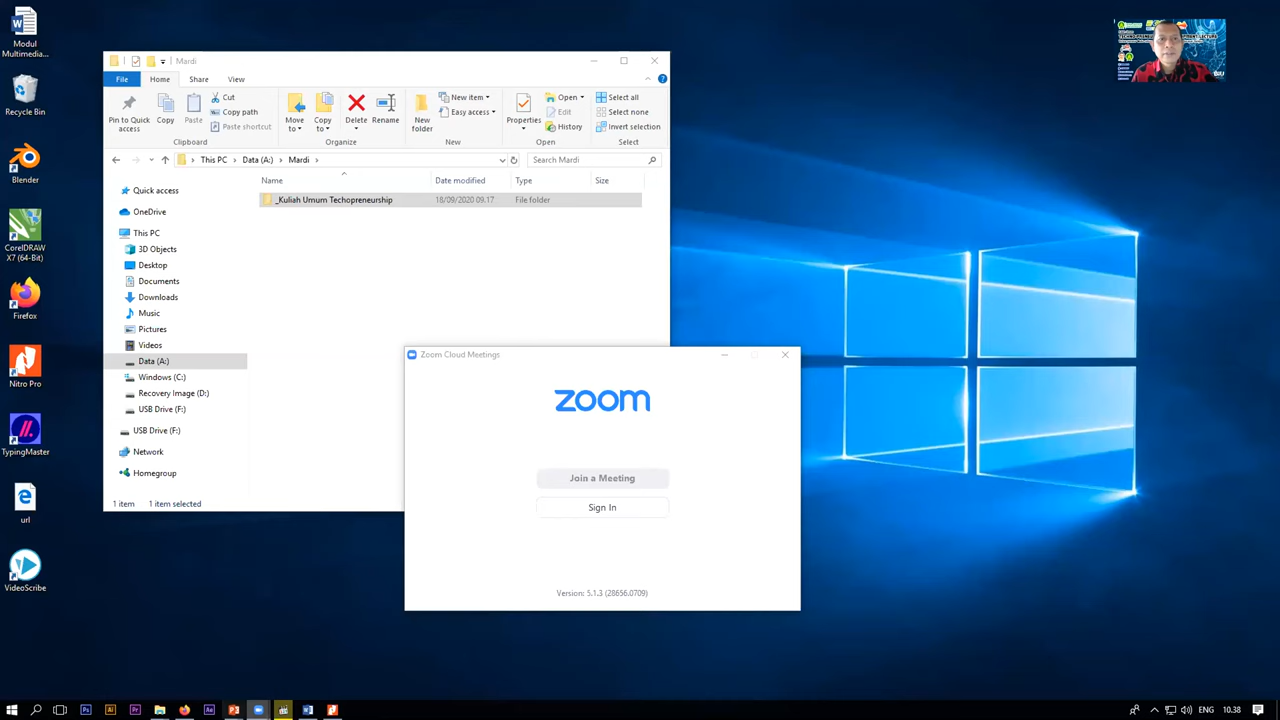 Modul
Multimedia...
Recycle Bin
Blender
CorelDRAW
X7 (64-Bit)
Firefox
Nitro Pro
TypingMaster
url
VideoScribe
Mardi
File
Home
Share
View
Pin to Quick
access
Copy
Paste
Cut
Copy path
Paste shortcut
Clipboard
Move
to
Copy
to
Delete
Rename
Organize
New
folder
New item
Easy access
New
Properties
Open
Edit
History
Open
Select all
Select none
Invert selection
Select
This PC
Data (A:)
Mardi
Search Mardi
Name
Date modified
Type
Size
_Kuliah Umum Techopreneurship
18/09/2020 09.17
File folder
Quick access
OneDrive
This PC
3D Objects
Desktop
Documents
Downloads
Music
Pictures
Videos
Data (A:)
Windows (C:)
Recovery Image (D:)
USB Drive (F:)
USB Drive (F:)
Network
Homegroup
1 item
1 item selected
Zoom Cloud Meetings
zoom
Join a Meeting
Sign In
Version: 5.1.3 (28656.0709)
Ps
Ai
Pr
Ae
ENG
10.38